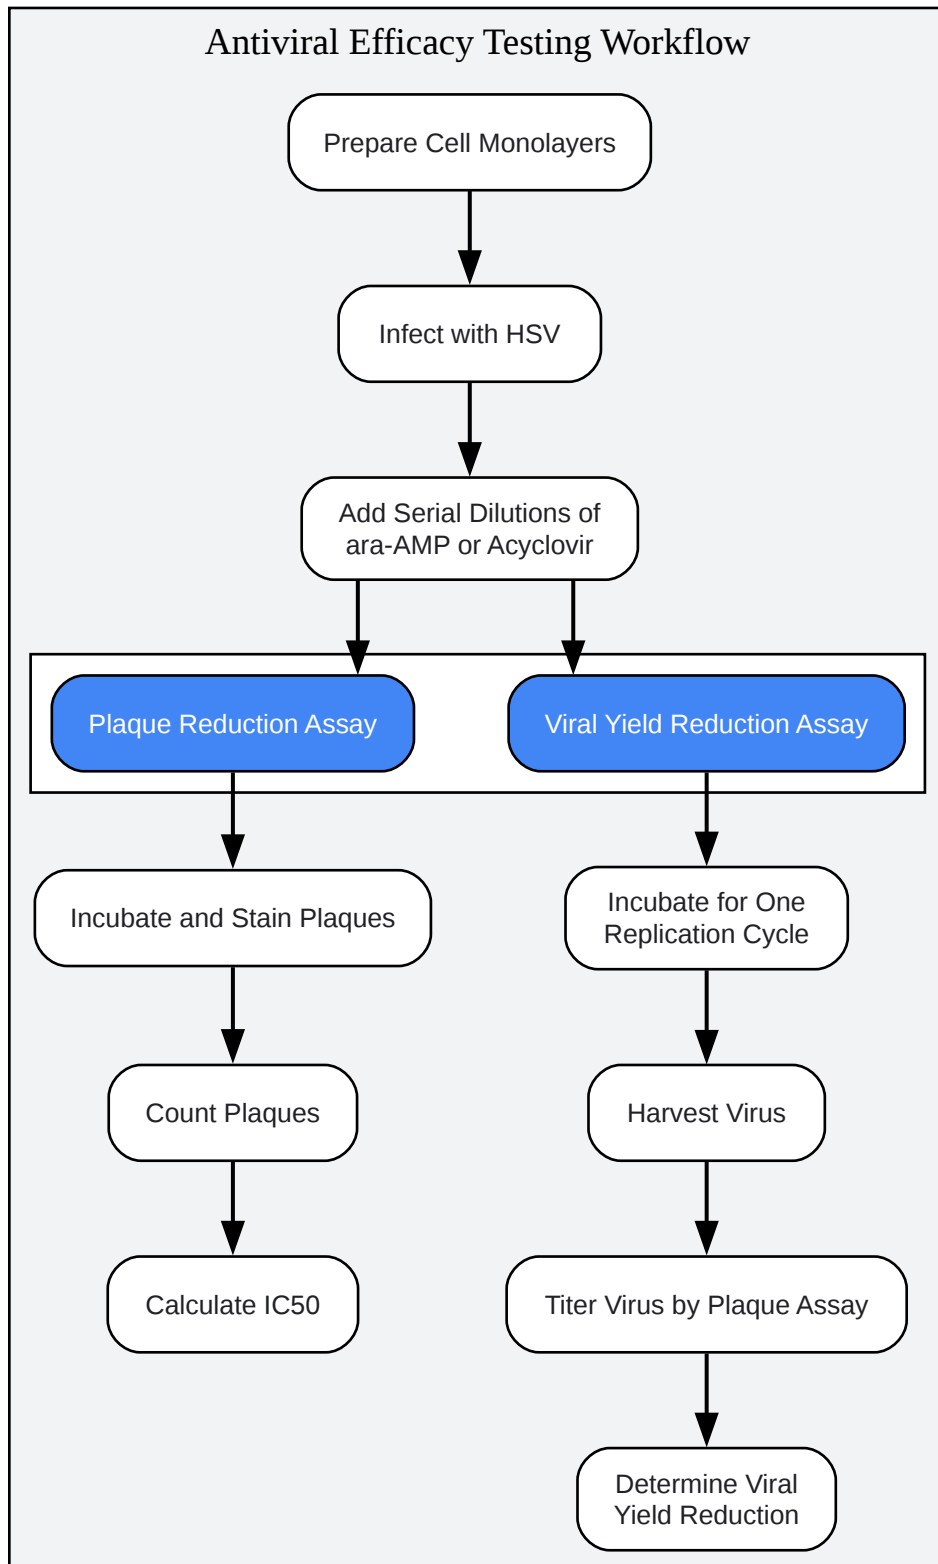 Antiviral Efficacy Testing Workflow
Prepare Cell Monolayers
Infect with HSV
Add Serial Dilutions of
ara-AMP or Acyclovir
Plaque Reduction Assay
Viral Yield Reduction Assay
Incubate and Stain Plaques
Incubate for One
Replication Cycle
Count Plaques
Harvest Virus
Calculate IC50
Titer Virus by Plaque Assay
Determine Viral
Yield Reduction